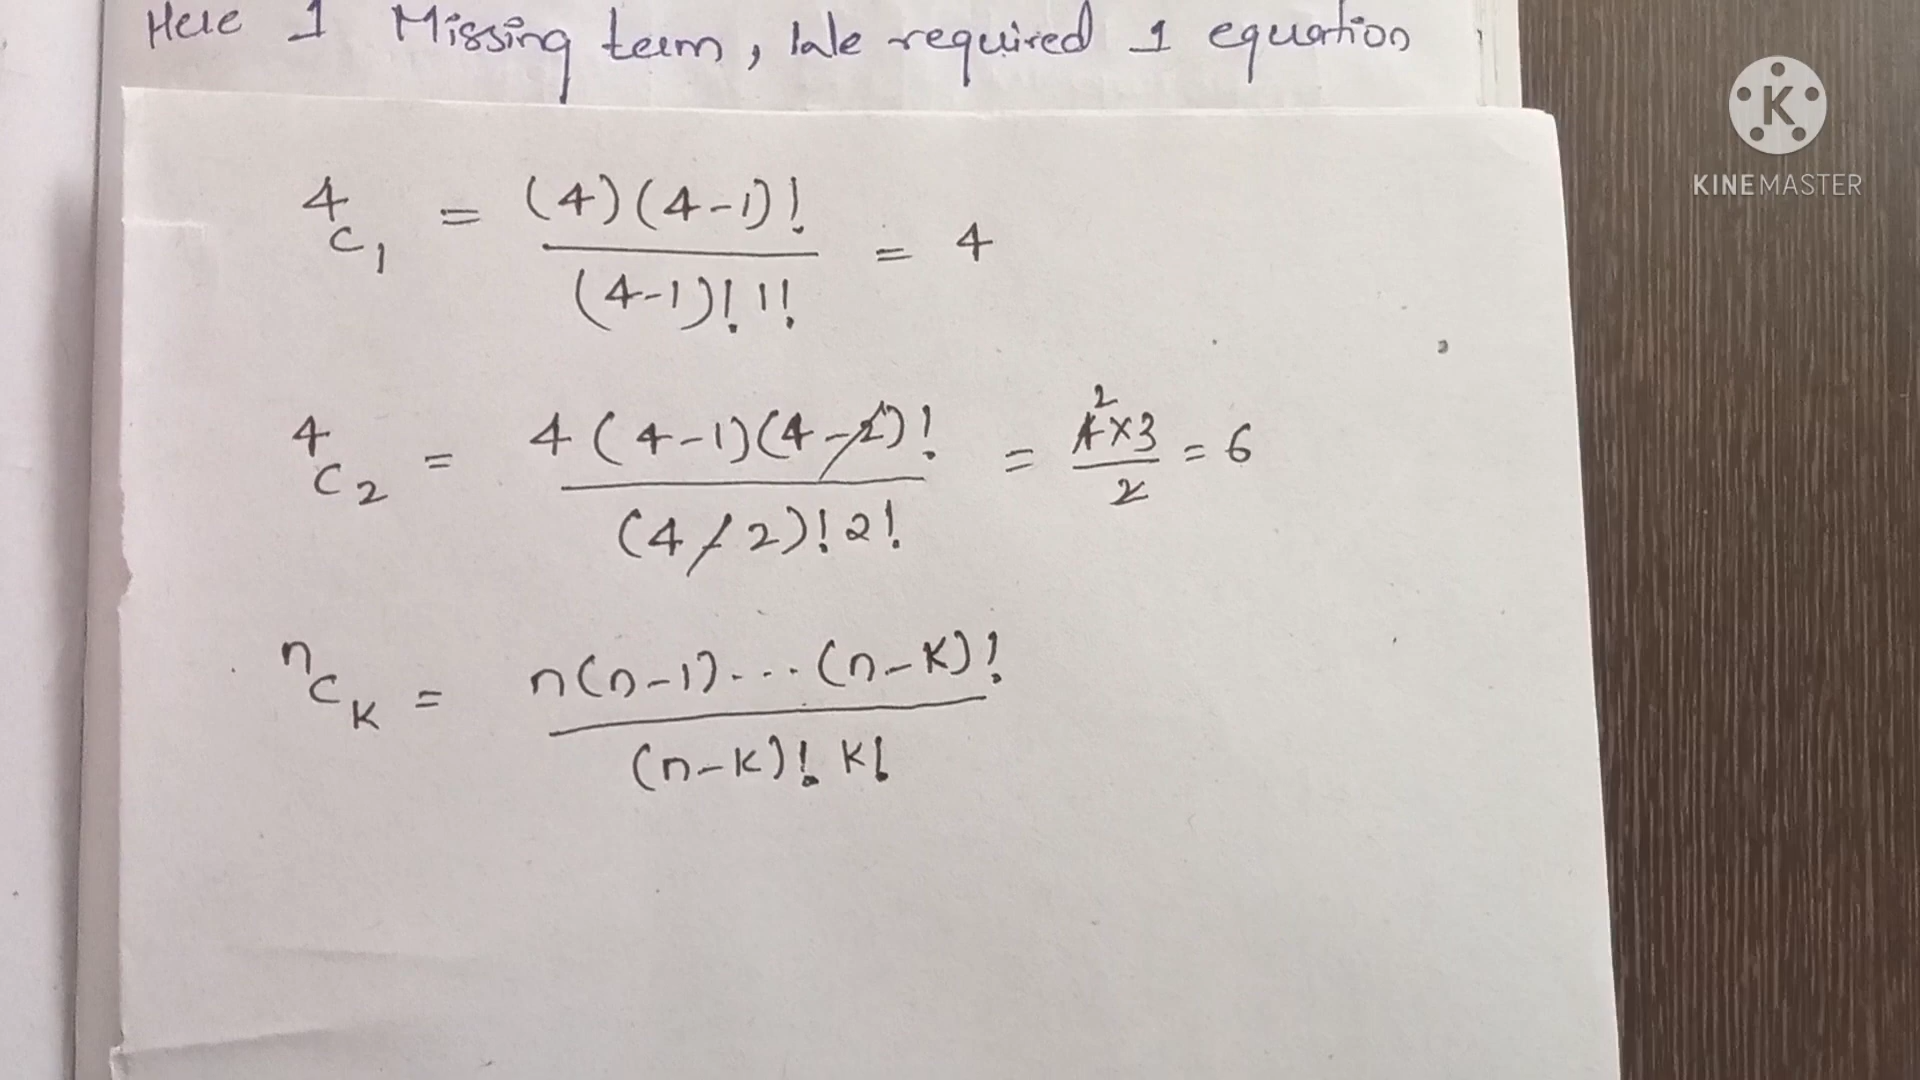 Here 1 Missing term, We required 1 equation
KINEMASTER
4C1 = (4)(4-1)! / (4-1)! 1! = 4
4C2 = 4(4-1)(4-2)! / (4-2)! 2! = 4² × 3 / 2 = 6
nCK = n(n-1)...(n-K)! / (n-K)! K!